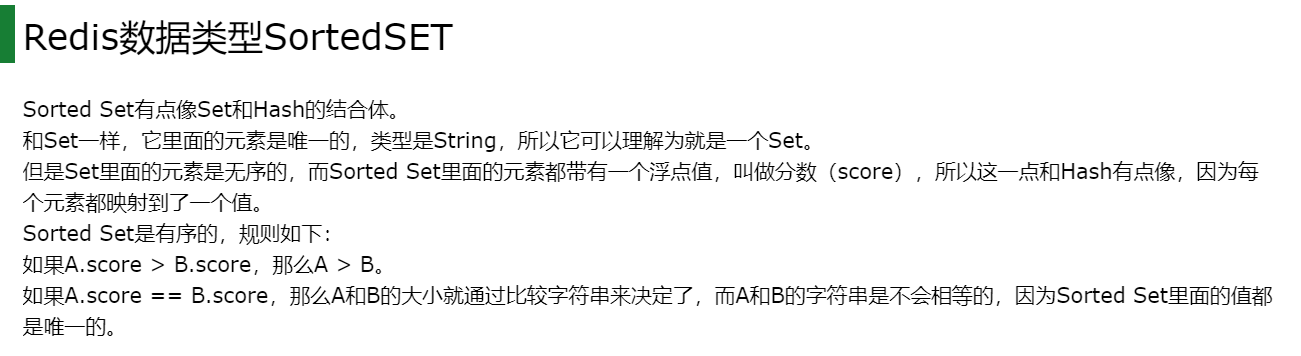 Redis数据类型SortedSET
Sorted Set有点像Set和Hash的结合体。
和Set一样，它里面的元素是唯一的，类型是String，所以它可以理解为就是一个Set。
但是Set里面的元素是无序的，而Sorted Set里面的元素都带有一个浮点值，叫做分数（score），所以这一点和Hash有点像，因为每
个元素都映射到了一个值。
Sorted Set是有序的，规则如下：
如果A.score > B.score，那么A > B。
如果A.score == B.score，那么A和B的大小就通过比较字符串来决定了，而A和B的字符串是不会相等的，因为Sorted Set里面的值都
是唯一的。